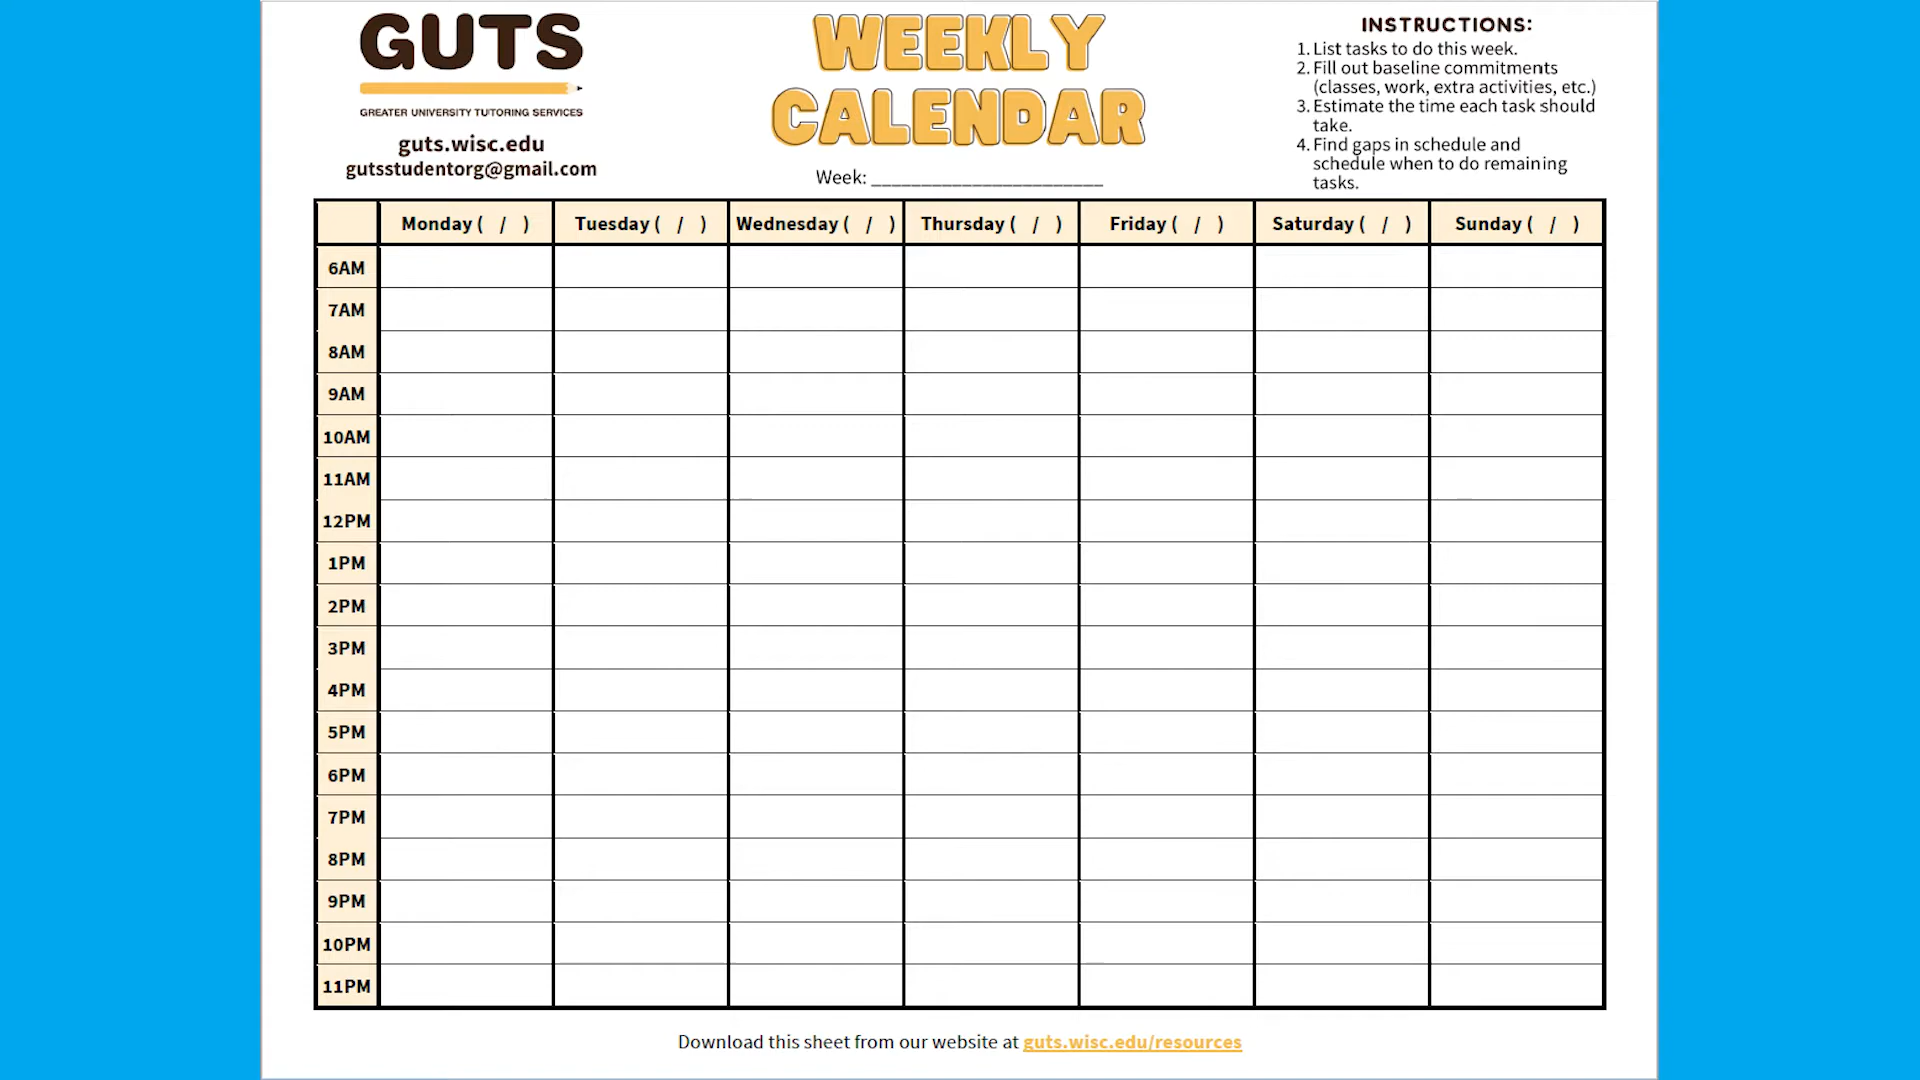 GUTS
GREATER UNIVERSITY TUTORING SERVICES
guts.wisc.edu
gutsstudentorg@gmail.com
WEEKLY
CALENDAR
Week: _______________________
INSTRUCTIONS:
1. List tasks to do this week.
2. Fill out baseline commitments
(classes, work, extra activities, etc.)
3. Estimate the time each task should
take.
4. Find gaps in schedule and
schedule when to do remaining
tasks.
Monday ( / ) Tuesday ( / ) Wednesday ( / ) Thursday ( / ) Friday ( / ) Saturday ( / ) Sunday ( / )
6AM
7AM
8AM
9AM
10AM
11AM
12PM
1PM
2PM
3PM
4PM
5PM
6PM
7PM
8PM
9PM
10PM
11PM
Download this sheet from our website at guts.wisc.edu/resources